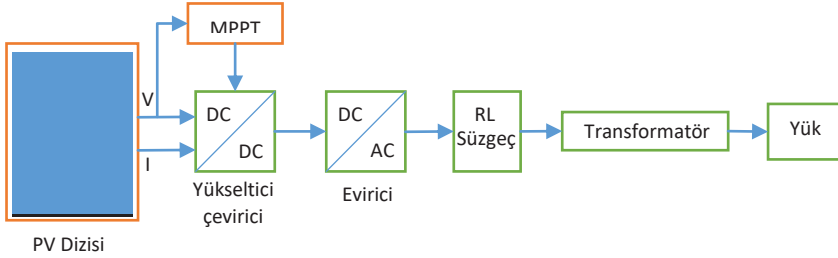 MPPT
V
I
DC
DC
Yükseltici
çevirici
DC
AC
Evirici
RL
Süzgeç
Transformatör
Yük
PV Dizisi